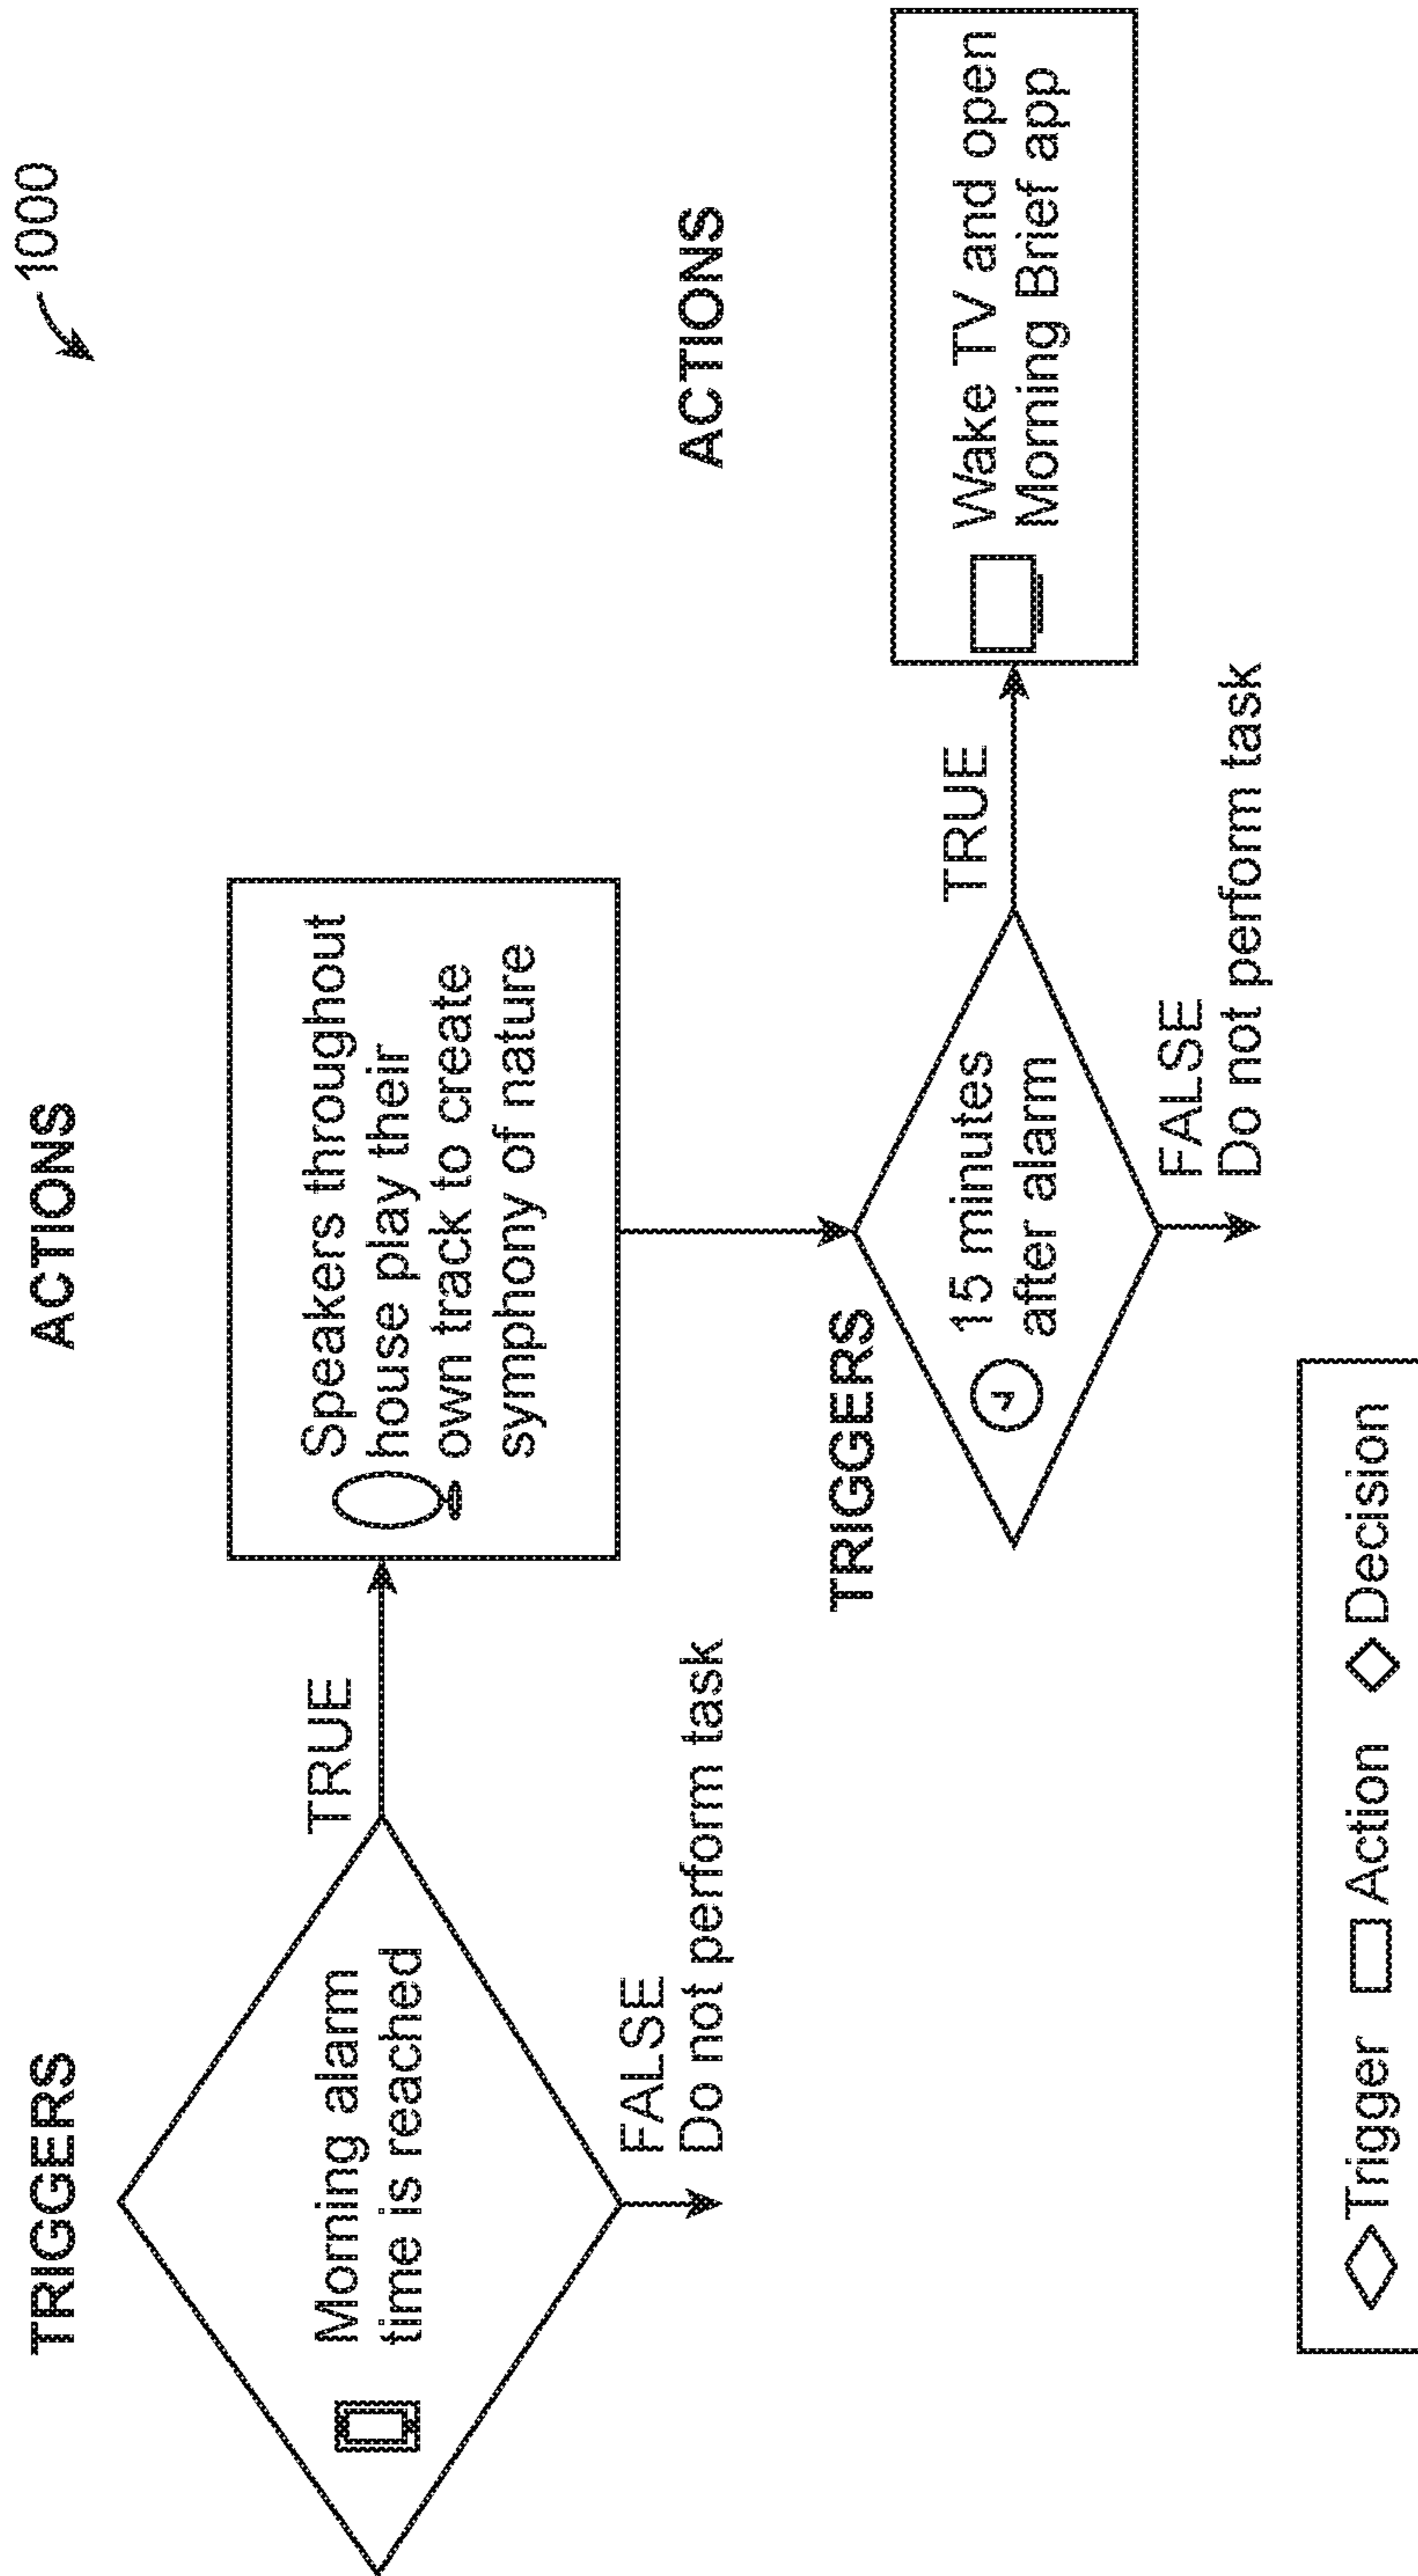 1000
TRIGGERS
ACTIONS
Morning alarm
time is reached
TRUE
Speakers throughout
house play their
own track to create
symphony of nature
FALSE
Do not perform task
ACTIONS
TRIGGERS
15 minutes
after alarm
TRUE
Wake TV and open
Morning Brief app
FALSE
Do not perform task
Trigger Action Decision